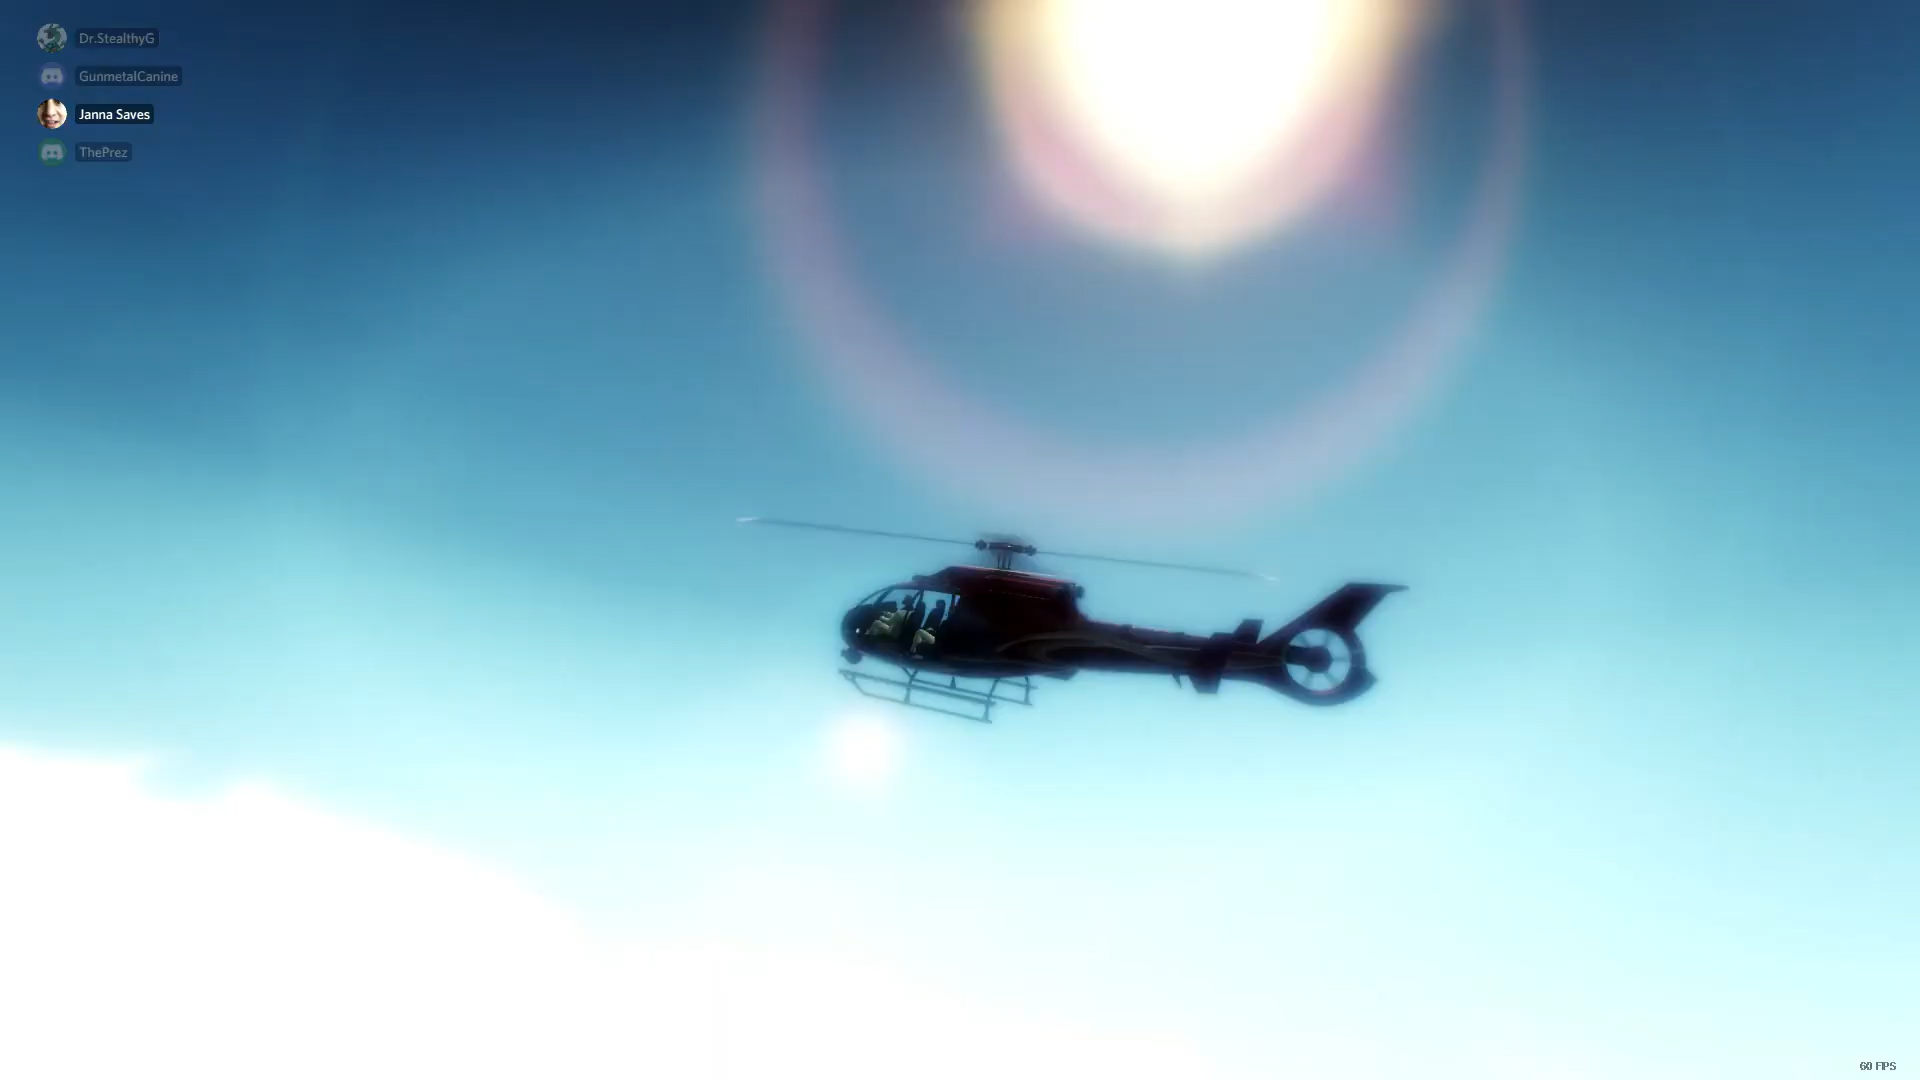 Dr.StealthyG
GunmetalCanine
Janna Saves
ThePrez
60 FPS